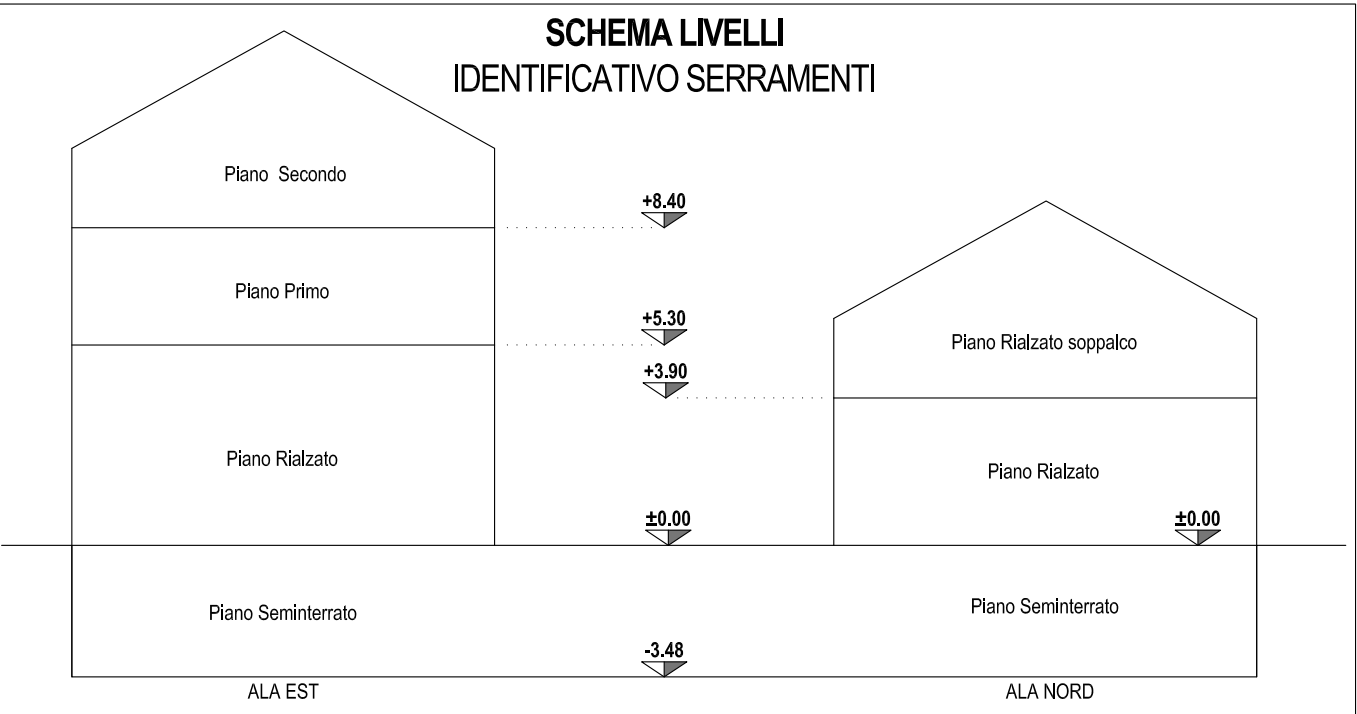 SCHEMA LIVELLI
IDENTIFICATIVO SERRAMENTI
Piano Secondo
+8.40
Piano Primo
+5.30
Piano Rialzato soppalco
+3.90
Piano Rialzato
Piano Rialzato
±0.00
±0.00
Piano Seminterrato
Piano Seminterrato
-3.48
ALA EST
ALA NORD